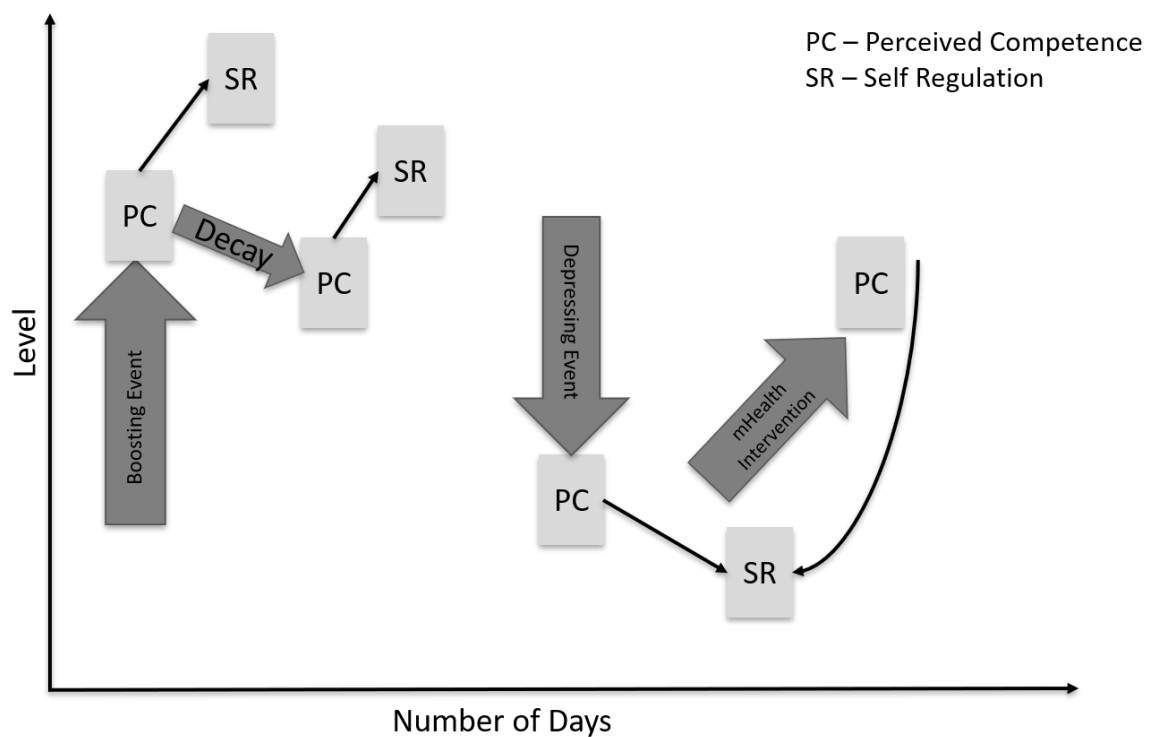 PC – Perceived Competence
SR – Self Regulation
SR
SR
PC
Decay
PC
Boosting Event
Depressing Event
PC
mHealth
Intervention
PC
SR
Level
Number of Days